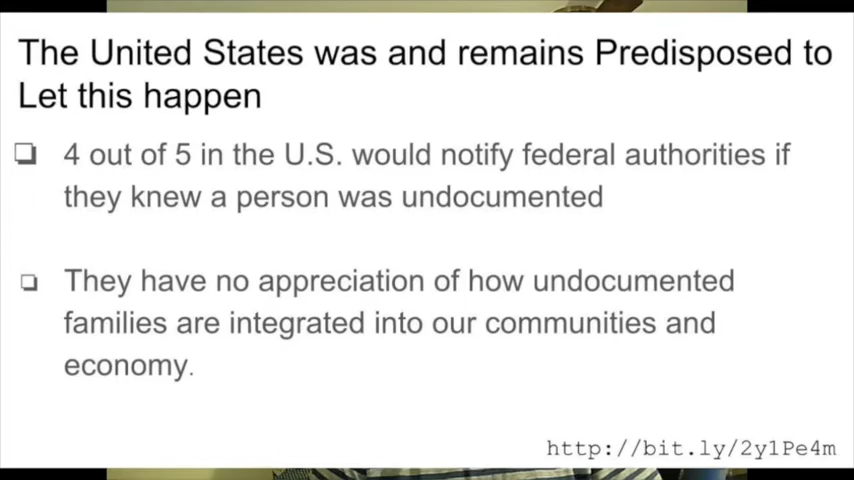 The United States was and remains Predisposed to
Let this happen
4 out of 5 in the U.S. would notify federal authorities if
they knew a person was undocumented
They have no appreciation of how undocumented
families are integrated into our communities and
economy.
http://bit.ly/2y1Pe4m